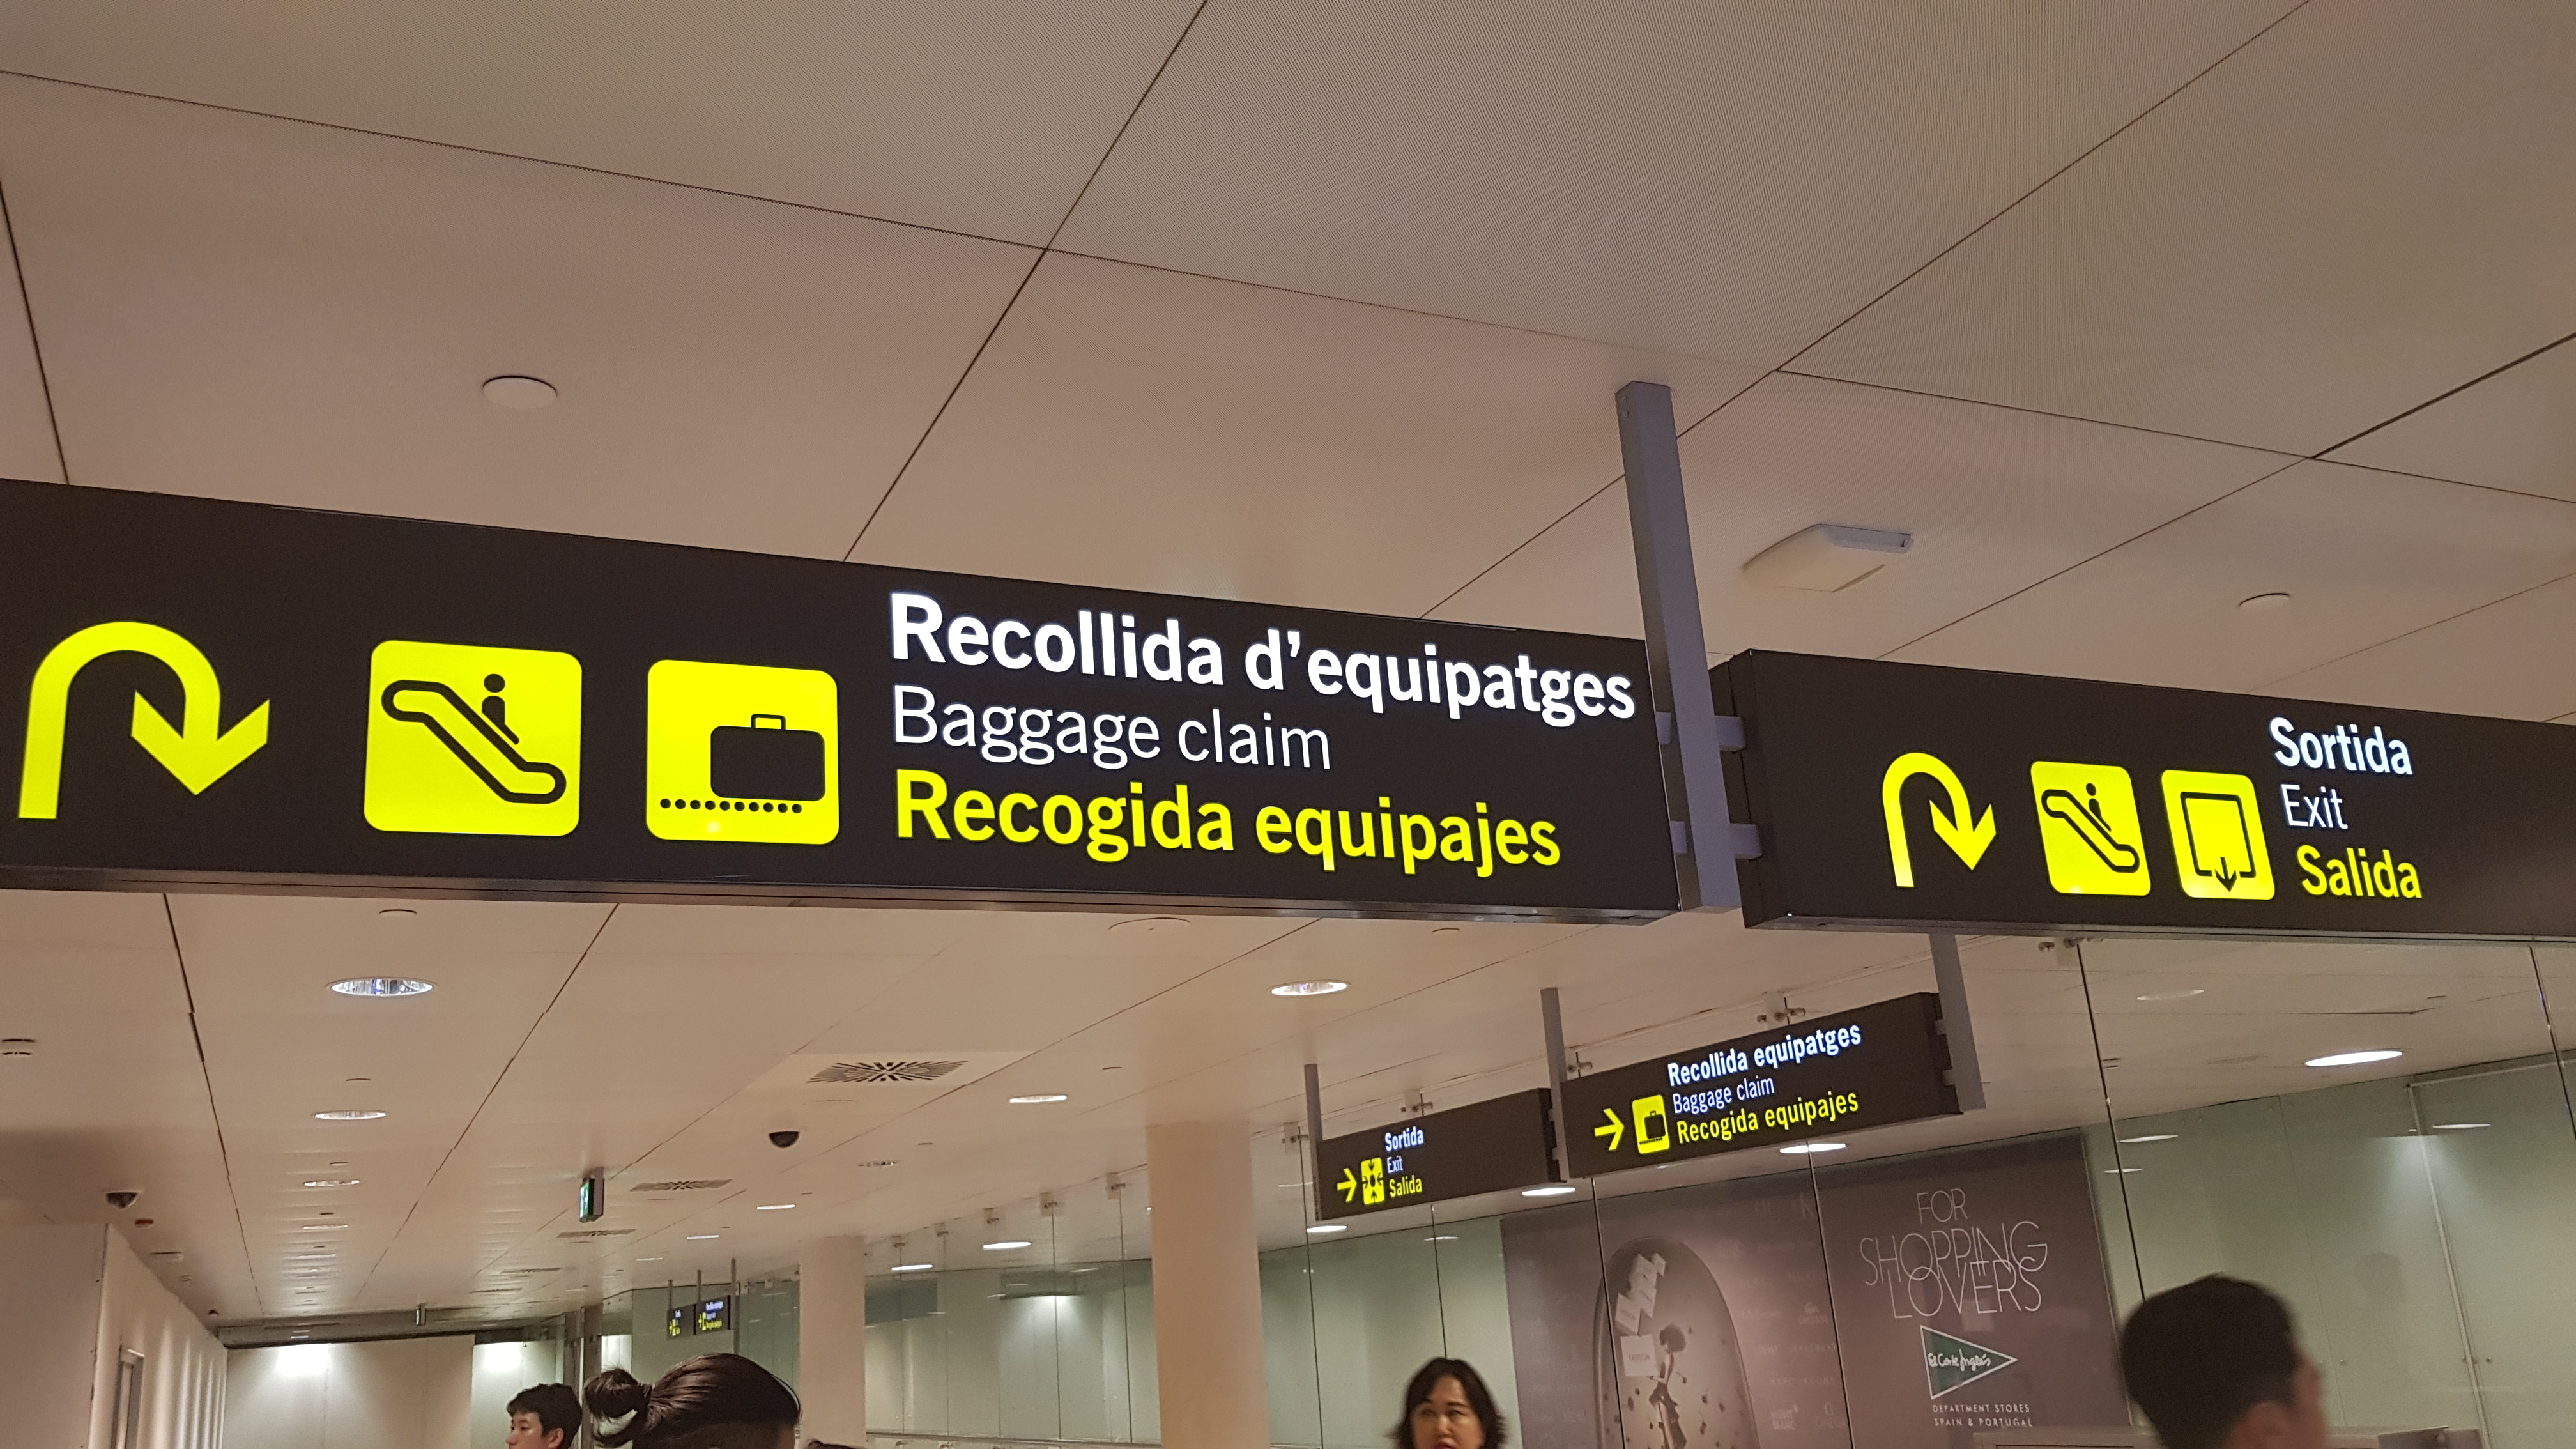 Recollida d'equipatges
Baggage claim
Recogida equipajes
Sortida
Exit
Salida
Recollida equipatges
Baggage claim
Recogida equipajes
Sortida
Exit
Salida
FOR
SHOPPING
LOVERS
El Corte Inglés
DEPARTMENT STORES
SPAIN & PORTUGAL